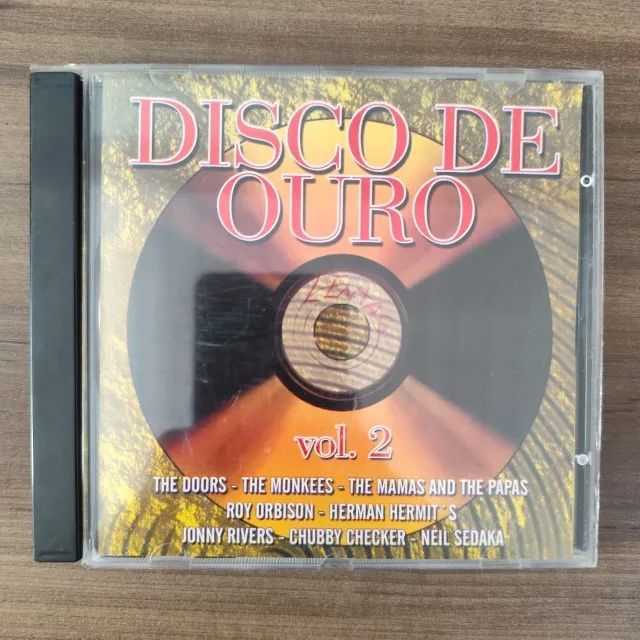 DISCO DE
OURO
vol. 2
THE DOORS - THE MONKEES - THE MAMAS AND THE PAPAS
ROY ORBISON - HERMAN HERMIT´S
JONNY RIVERS - CHUBBY CHECKER - NEIL SEDAKA